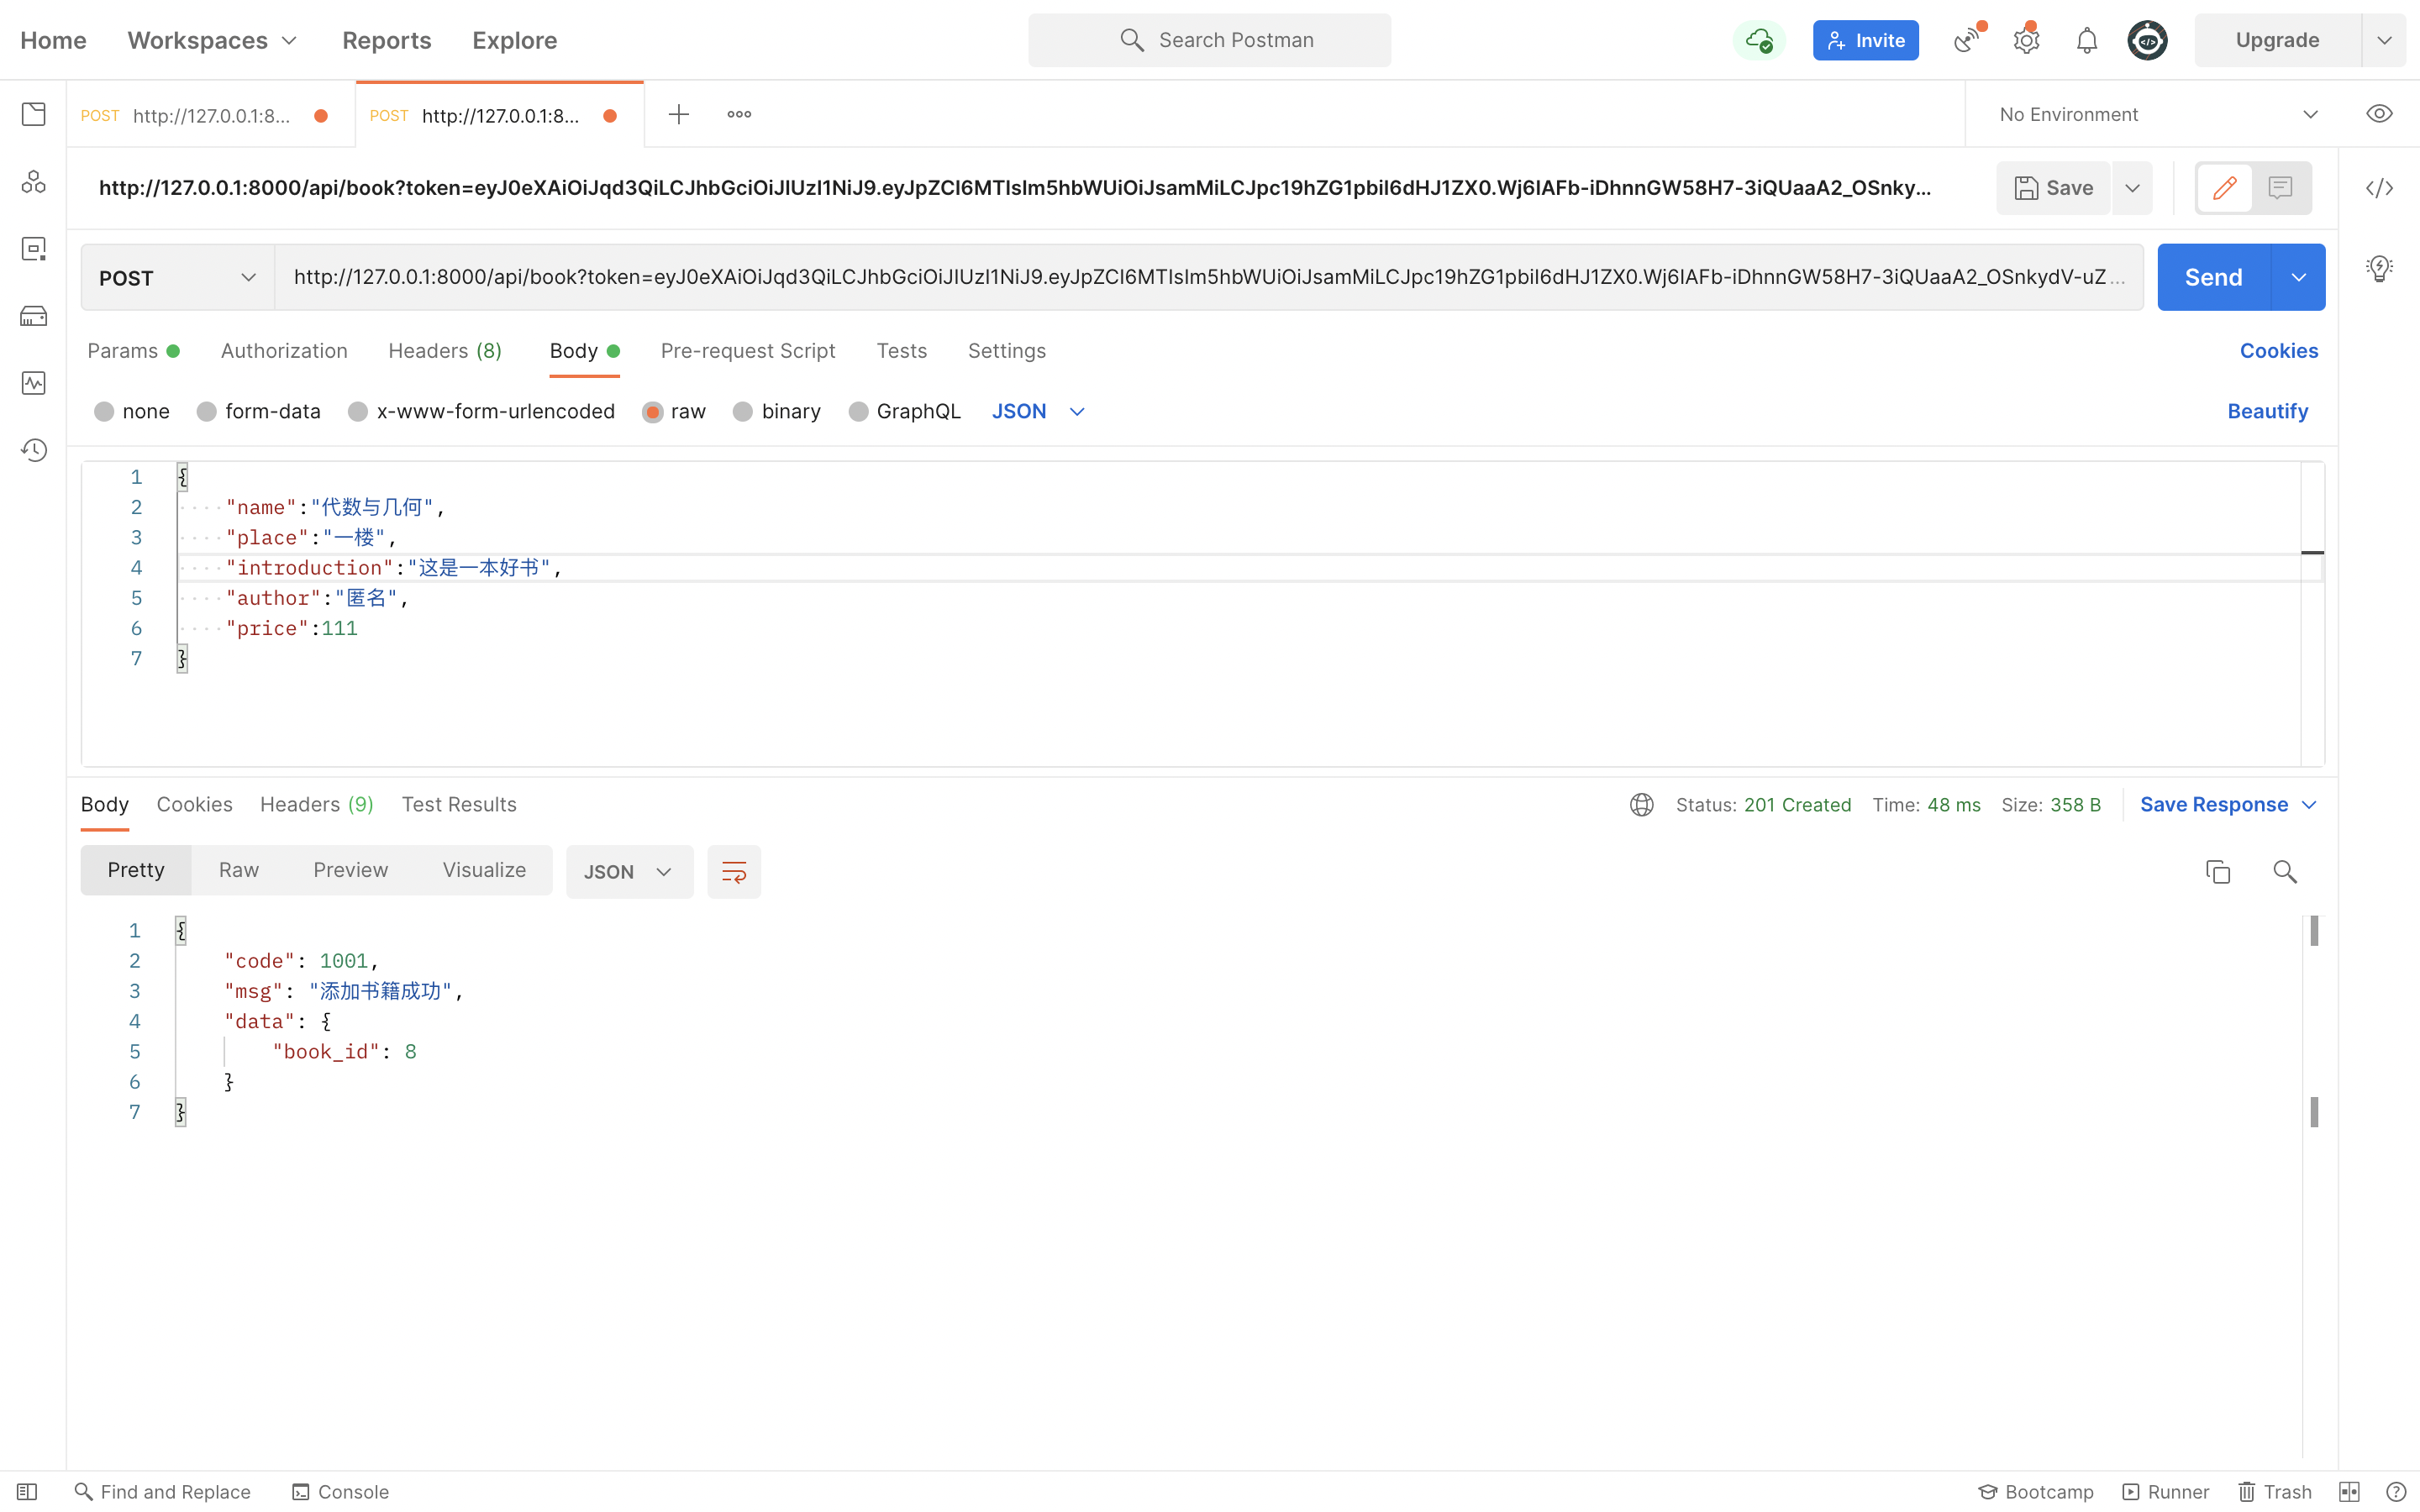 Home Workspaces Reports Explore Search Postman Invite Upgrade
POST http://127.0.0.1:8... POST http://127.0.0.1:8... No Environment
http://127.0.0.1:8000/api/book?token=eyJ0eXAiOiJqd3QiLCJhbGciOiJIUzI1NiJ9.eyJpZCI6MTIsIm5hbWUiOiJsamMiLCJpc19hZG1pbiI6dHJ1ZX0.Wj6IAFb-iDhnnGW58H7-3iQUaaA2_OSnky... Save
POST http://127.0.0.1:8000/api/book?token=eyJ0eXAiOiJqd3QiLCJhbGciOiJIUzI1NiJ9.eyJpZCI6MTIsIm5hbWUiOiJsamMiLCJpc19hZG1pbiI6dHJ1ZX0.Wj6IAFb-iDhnnGW58H7-3iQUaaA2_OSnkydV-uZ... Send
Params Authorization Headers (8) Body Pre-request Script Tests Settings Cookies
none form-data x-www-form-urlencoded raw binary GraphQL JSON Beautify
1 {
2 "name":"代数与几何",
3 "place":"一楼",
4 "introduction":"这是一本好书",
5 "author":"匿名",
6 "price":111
7 }
Body Cookies Headers (9) Test Results Status: 201 Created Time: 48 ms Size: 358 B Save Response
Pretty Raw Preview Visualize JSON
1 {
2 "code": 1001,
3 "msg": "添加书籍成功",
4 "data": {
5 "book_id": 8
6 }
7 }
Find and Replace Console Bootcamp Runner Trash